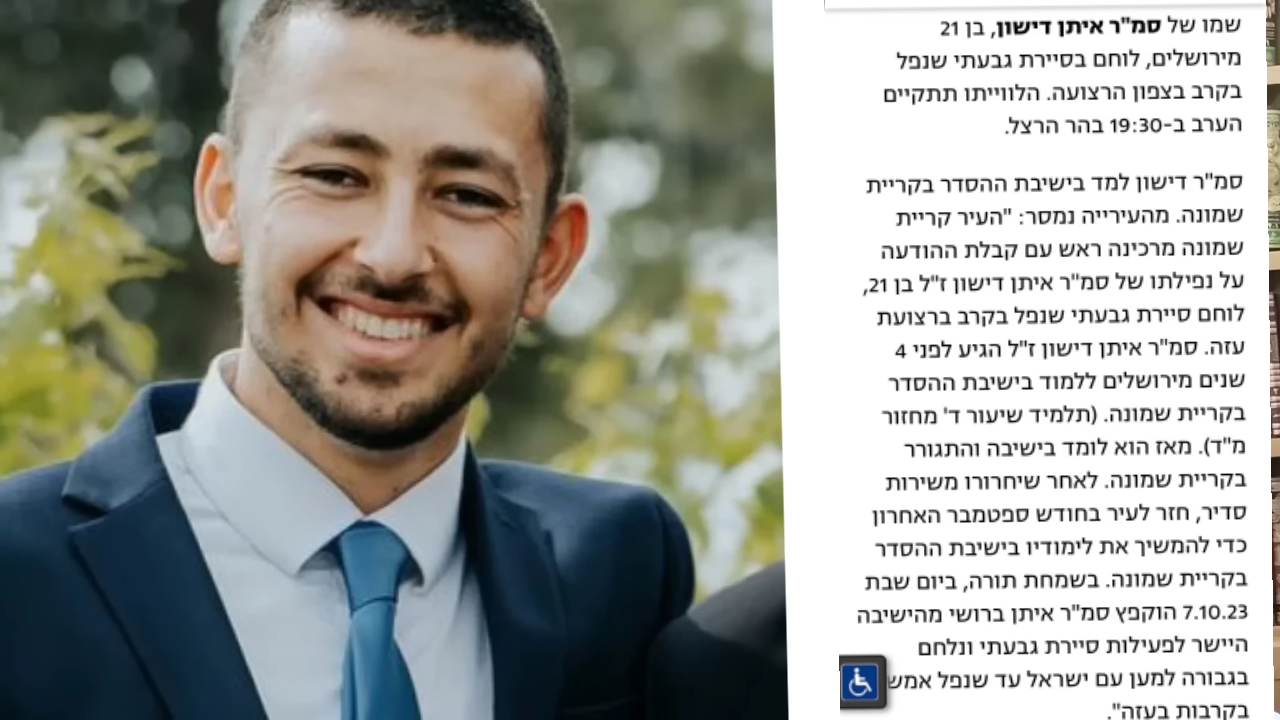 שמו של סמ"ר איתן דישון, בן 21
מירושלים, לוחם בסיירת גבעתי שנפל
בקרב בצפון הרצועה. הלווייתו תתקיים
הערב ב-19:30 בהר הרצל.
סמ"ר דישון למד בישיבת ההסדר בקריית
שמונה. מהעירייה נמסר: "העיר קריית
שמונה מרכינה ראש עם קבלת ההודעה
על נפילתו של סמ"ר איתן דישון ז"ל בן 21,
לוחם סיירת גבעתי שנפל בקרב ברצועת
עזה. סמ"ר איתן דישון ז"ל הגיע לפני 4
שנים מירושלים ללמוד בישיבת ההסדר
בקריית שמונה. (תלמיד שיעור ד' מחזור
מ"ד). מאז הוא לומד בישיבה והתגורר
בקריית שמונה. לאחר שיחרורו משירות
סדיר, חזר לעיר בחודש ספטמבר האחרון
כדי להמשיך את לימודיו בישיבת ההסדר
בקריית שמונה. בשמחת תורה, ביום שבת
7.10.23 הוקפץ סמ"ר איתן ברושי מהישיבה
היישר לפעילות סיירת גבעתי ונלחם
בגבורה למען עם ישראל עד שנפל אמש
בקרבות בעזה".